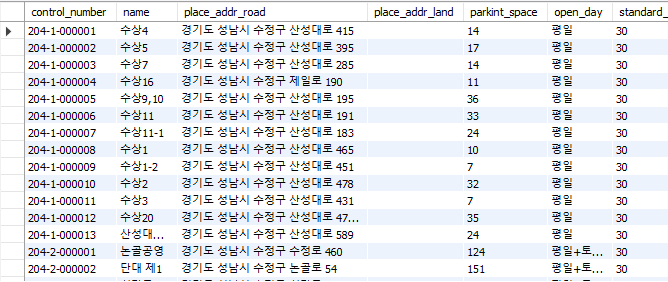 control_number name place_addr_road place_addr_land parkint_space open_day standard_
204-1-000001 수상4 경기도 성남시 수정구 산성대로 415 14 평일 30
204-1-000002 수상5 경기도 성남시 수정구 산성대로 395 17 평일 30
204-1-000003 수상7 경기도 성남시 수정구 산성대로 285 14 평일 30
204-1-000004 수상16 경기도 성남시 수정구 제일로 190 11 평일 30
204-1-000005 수상9,10 경기도 성남시 수정구 산성대로 195 36 평일 30
204-1-000006 수상11 경기도 성남시 수정구 산성대로 191 33 평일 30
204-1-000007 수상11-1 경기도 성남시 수정구 산성대로 183 24 평일 30
204-1-000008 수상1 경기도 성남시 수정구 산성대로 465 10 평일 30
204-1-000009 수상1-2 경기도 성남시 수정구 산성대로 451 7 평일 30
204-1-000010 수상2 경기도 성남시 수정구 산성대로 478 32 평일 30
204-1-000011 수상3 경기도 성남시 수정구 산성대로 431 7 평일 30
204-1-000012 수상20 경기도 성남시 수정구 산성대로 47... 35 평일 30
204-1-000013 산성대... 경기도 성남시 수정구 산성대로 589 24 평일 30
204-2-000001 논골공영 경기도 성남시 수정구 수정로 460 124 평일+토... 30
204-2-000002 단대 제1 경기도 성남시 수정구 논골로 54 151 평일+토... 30